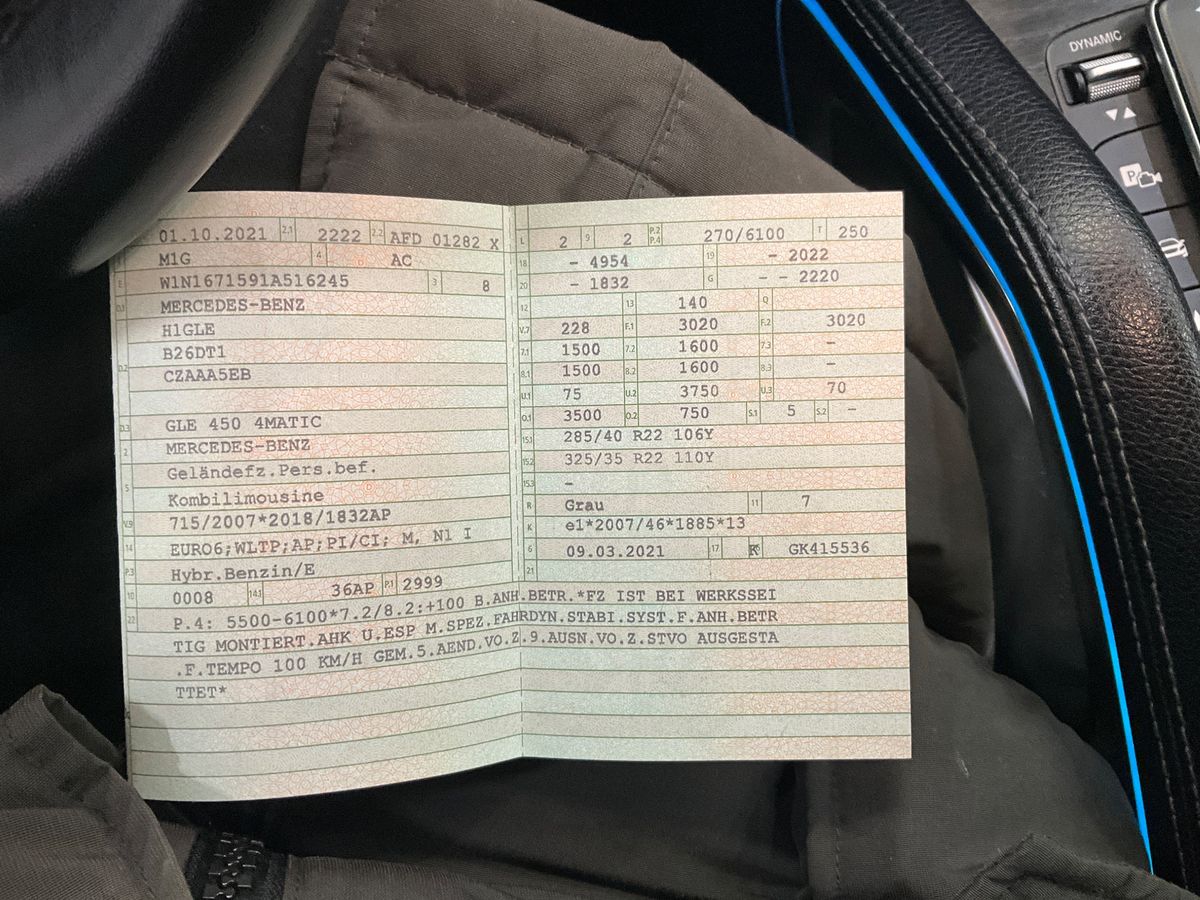 DYNAMIC
P
01.10.2021 2.1 2222 2.2 AFD 01282 X
M1G 4 AC
E W1N1671591A516245 3 8
D.1 MERCEDES-BENZ
H1GLE
D.2 B26DT1
CZAAA5EB
D.3 GLE 450 4MATIC
2 MERCEDES-BENZ
Geländefz.Pers.bef.
5 Kombilimousine
V.9 715/2007*2018/1832AP
14 EURO6;WLTP;AP;PI/CI; M, N1 I
P.3 Hybr.Benzin/E
10 0008 14.1 36AP P.1 2999
L 2 9 2 P.2 P.4 270/6100 T 250
18 - 4954 19 - 2022
20 - 1832 G - - 2220
12 13 140 Q
V.7 228 F.1 3020 F.2 3020
7.1 1500 7.2 1600 7.3 -
8.1 1500 8.2 1600 8.3 -
U.1 75 U.2 3750 U.3 70
O.1 3500 O.2 750 S.1 5 S.2 -
15.1 285/40 R22 106Y
15.2 325/35 R22 110Y
15.3 -
R Grau 11 7
K e1*2007/46*1885*13
6 09.03.2021 17 K GK415536
21
22 P.4: 5500-6100*7.2/8.2:+100 B.ANH.BETR.*FZ IST BEI WERKSSEI
TIG MONTIERT.AHK U.ESP M.SPEZ.FAHRDYN.STABI.SYST.F.ANH.BETR
.F.TEMPO 100 KM/H GEM.5.AEND.VO.Z.9.AUSN.VO.Z.STVO AUSGESTA
TTET*